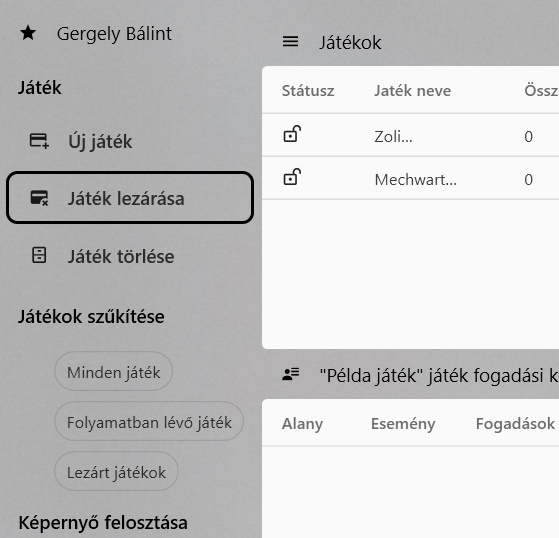 Gergely Bálint
Játék
Új játék
Játék lezárása
Játék törlése
Játékok szűkítése
Minden játék
Folyamatban lévő játék
Lezárt játékok
Képernyő felosztása
Játékok
Státusz Jaték neve Össz
Zoli... 0
Mechwart... 0
"Példa játék" játék fogadási k
Alany Esemény Fogadások